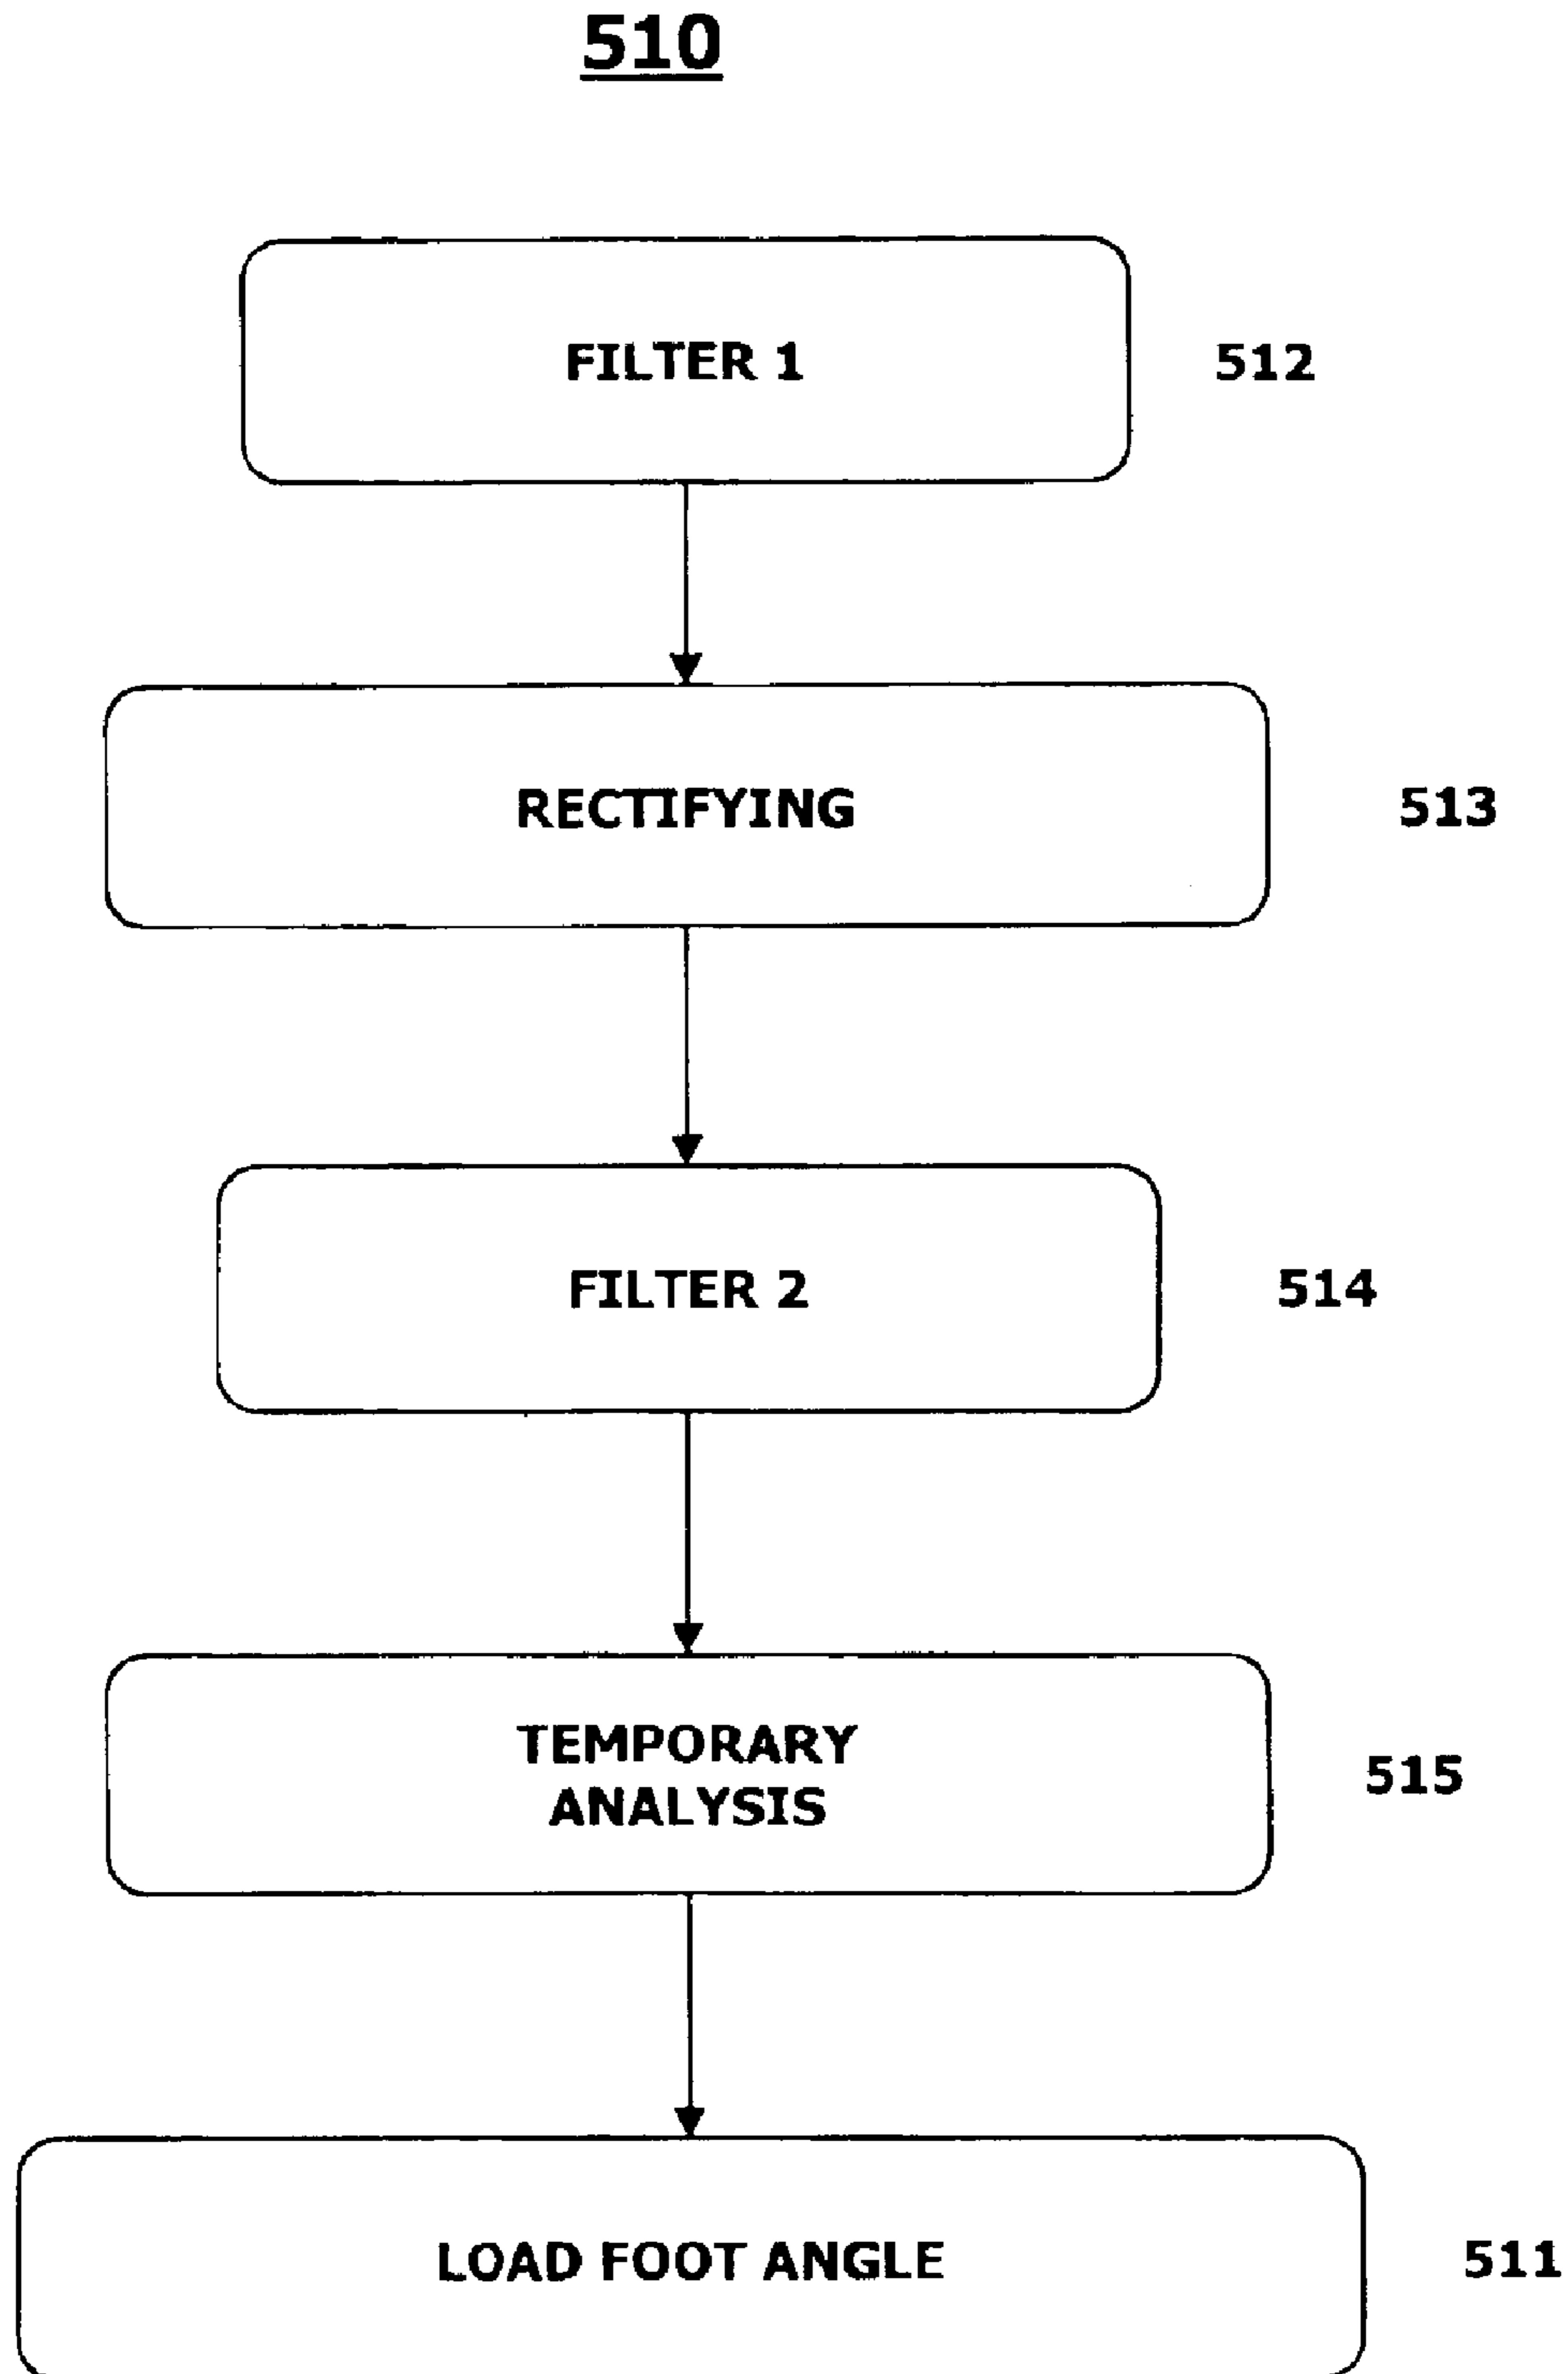 510
FILTER 1
512
RECTIFYING
513
FILTER 2
514
TEMPORARY
ANALYSIS
515
LOAD FOOT ANGLE
511